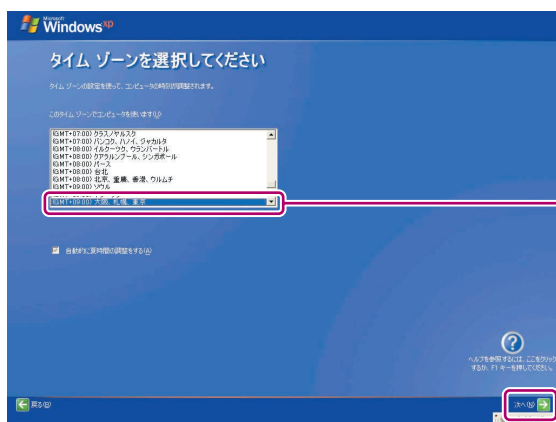 Microsoft
Windows xp
タイム ゾーンを選択してください
タイム ゾーンの設定を使って、コンピュータの時刻が調整されます。
このタイム ゾーンでコンピュータを使います(U)
(GMT+07:00) クラスノヤルスク
(GMT+07:00) バンコク、ハノイ、ジャカルタ
(GMT+08:00) イルクーツク、ウランバートル
(GMT+08:00) クアラルンプール、シンガポール
(GMT+08:00) パース
(GMT+08:00) 台北
(GMT+08:00) 北京、重慶、香港、ウルムチ
(GMT+09:00) ソウル
(GMT+09:00) 大阪、札幌、東京
自動的に夏時間の調整をする(A)
ヘルプを参照するには、ここをクリック
するか、F1 キーを押してください。
戻る(B)
次へ(N)